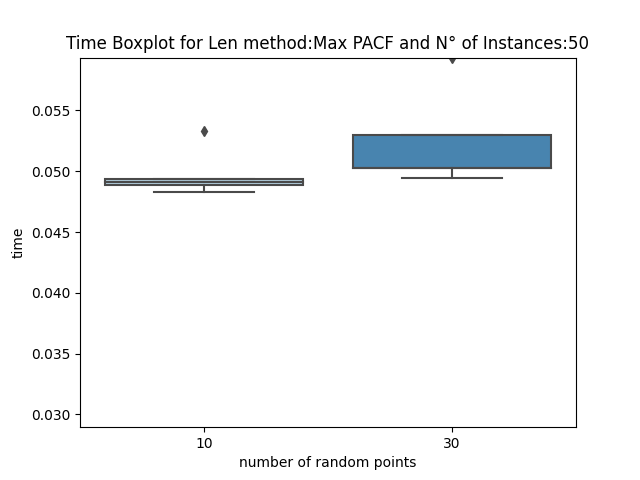 Time Boxplot for Len method:Max PACF and N° of Instances:50
0.055
0.050
0.045
0.040
0.035
0.030
time
10
30
number of random points